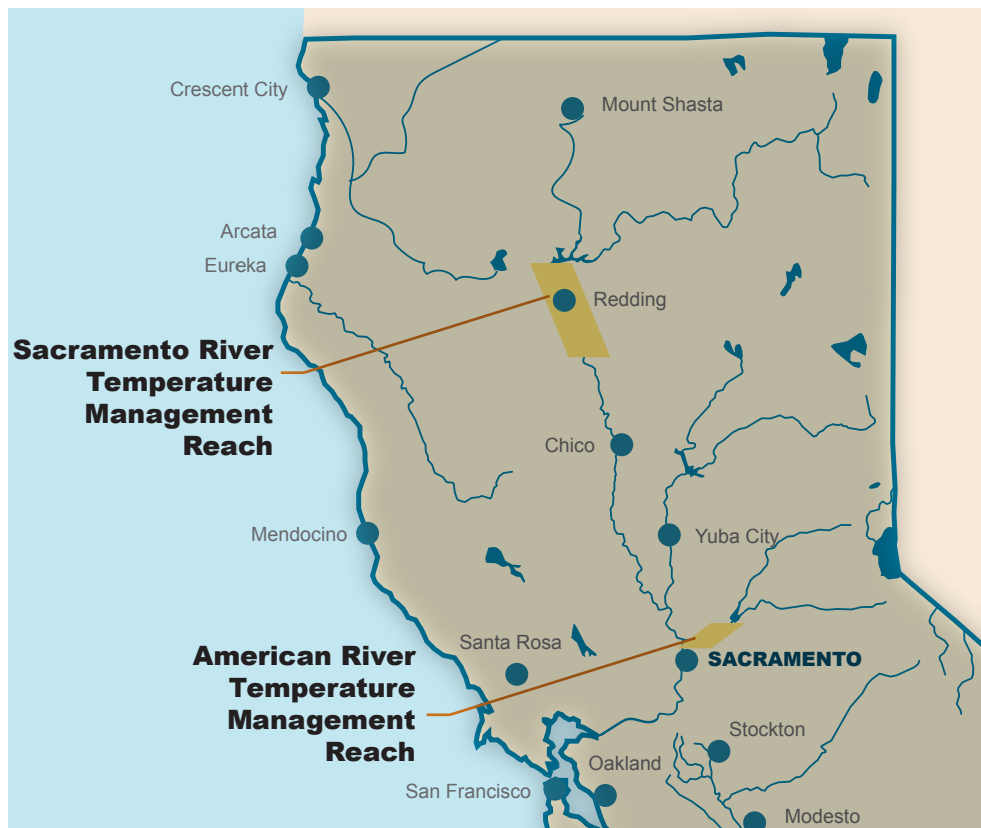 Crescent City
Mount Shasta
Arcata
Eureka
Redding
Sacramento River
Temperature
Management
Reach
Chico
Mendocino
Yuba City
Santa Rosa
American River
Temperature
Management
Reach
SACRAMENTO
Stockton
Oakland
San Francisco
Modesto